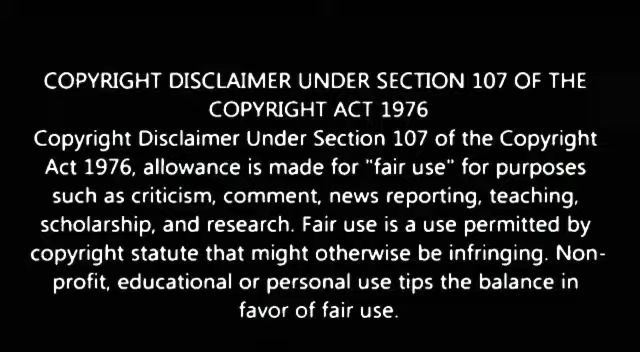 COPYRIGHT DISCLAIMER UNDER SECTION 107 OF THE
COPYRIGHT ACT 1976
Copyright Disclaimer Under Section 107 of the Copyright
Act 1976, allowance is made for "fair use" for purposes
such as criticism, comment, news reporting, teaching,
scholarship, and research. Fair use is a use permitted by
copyright statute that might otherwise be infringing. Non-
profit, educational or personal use tips the balance in
favor of fair use.